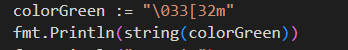 colorGreen := "\033[32m"
fmt.Println(string(colorGreen))